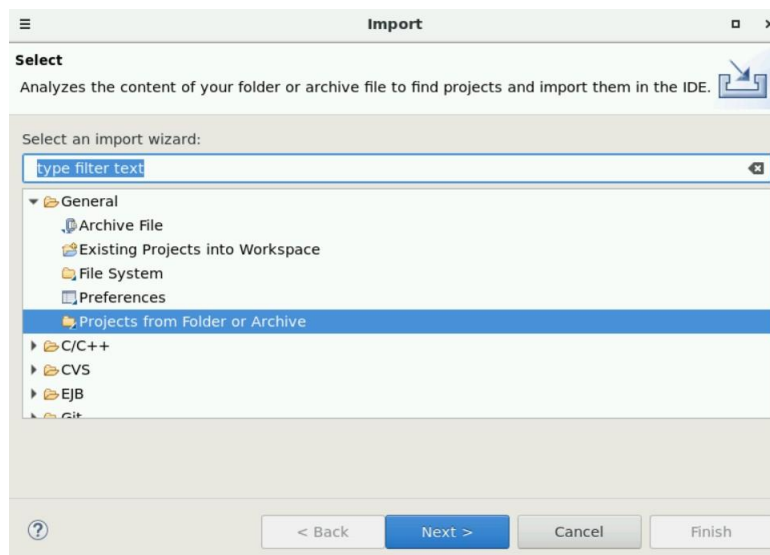 Import
Select
Analyzes the content of your folder or archive file to find projects and import them in the IDE.
Select an import wizard:
type filter text
General
Archive File
Existing Projects into Workspace
File System
Preferences
Projects from Folder or Archive
C/C++
CVS
EJB
Git
< Back Next > Cancel Finish